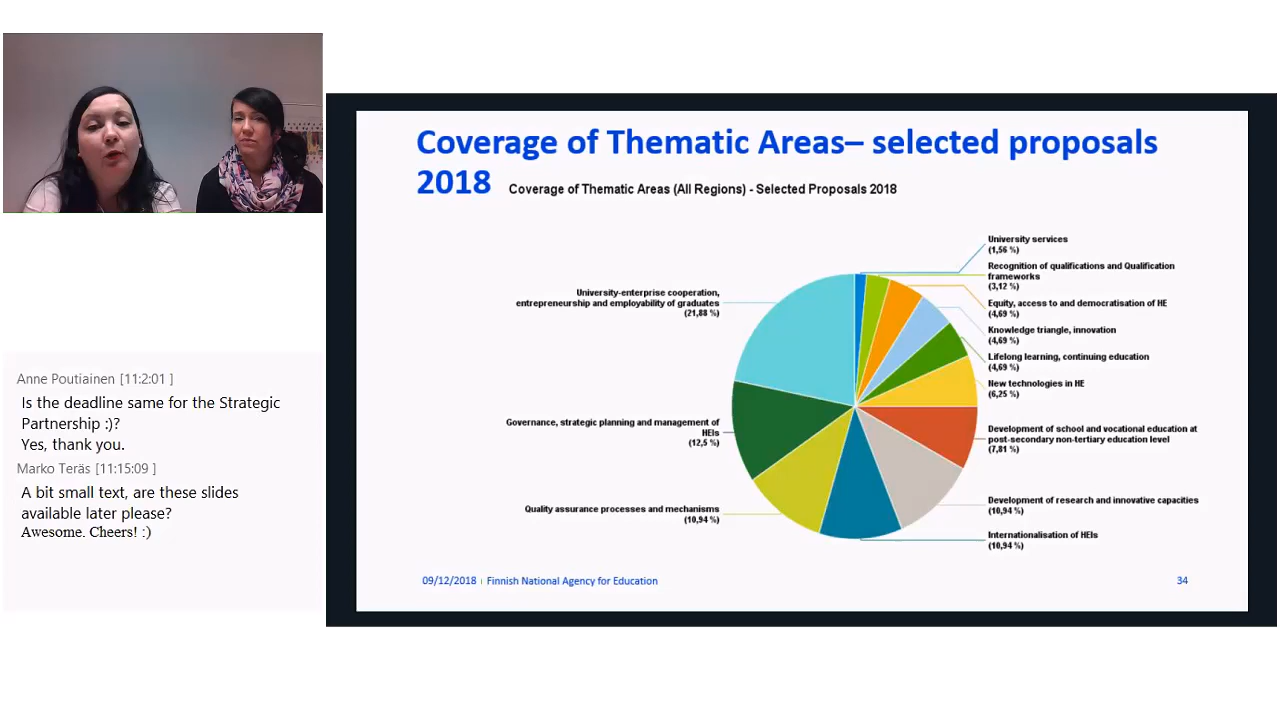 Coverage of Thematic Areas– selected proposals
2018
Coverage of Thematic Areas (All Regions) - Selected Proposals 2018
University services
(1,56 %)
Recognition of qualifications and Qualification
frameworks
(3,12 %)
Equity, access to and democratisation of HE
(4,69 %)
Knowledge triangle, innovation
(4,69 %)
Lifelong learning, continuing education
(4,69 %)
New technologies in HE
(6,25 %)
Development of school and vocational education at
post-secondary non-tertiary education level
(7,81 %)
Development of research and innovative capacities
(10,94 %)
Internationalisation of HEIs
(10,94 %)
University-enterprise cooperation,
entrepreneurship and employability of graduates
(21,88 %)
Governance, strategic planning and management of
HEIs
(12,5 %)
Quality assurance processes and mechanisms
(10,94 %)
09/12/2018 | Finnish National Agency for Education
34
Anne Poutiainen [11:2:01 ]
Is the deadline same for the Strategic
Partnership :)?
Yes, thank you.
Marko Teräs [11:15:09 ]
A bit small text, are these slides
available later please?
Awesome. Cheers! :)